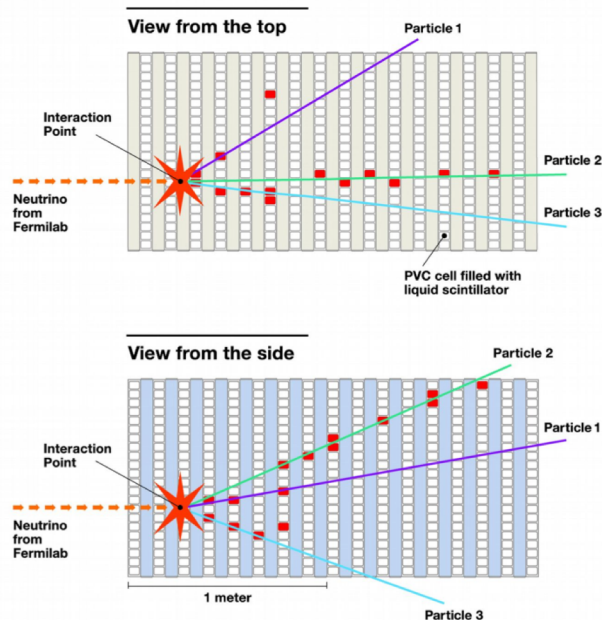 View from the top
Particle 1
Interaction
Point
Particle 2
Neutrino
from
Fermilab
Particle 3
PVC cell filled with
liquid scintillator
View from the side
Particle 2
Particle 1
Interaction
Point
Neutrino
from
Fermilab
1 meter
Particle 3